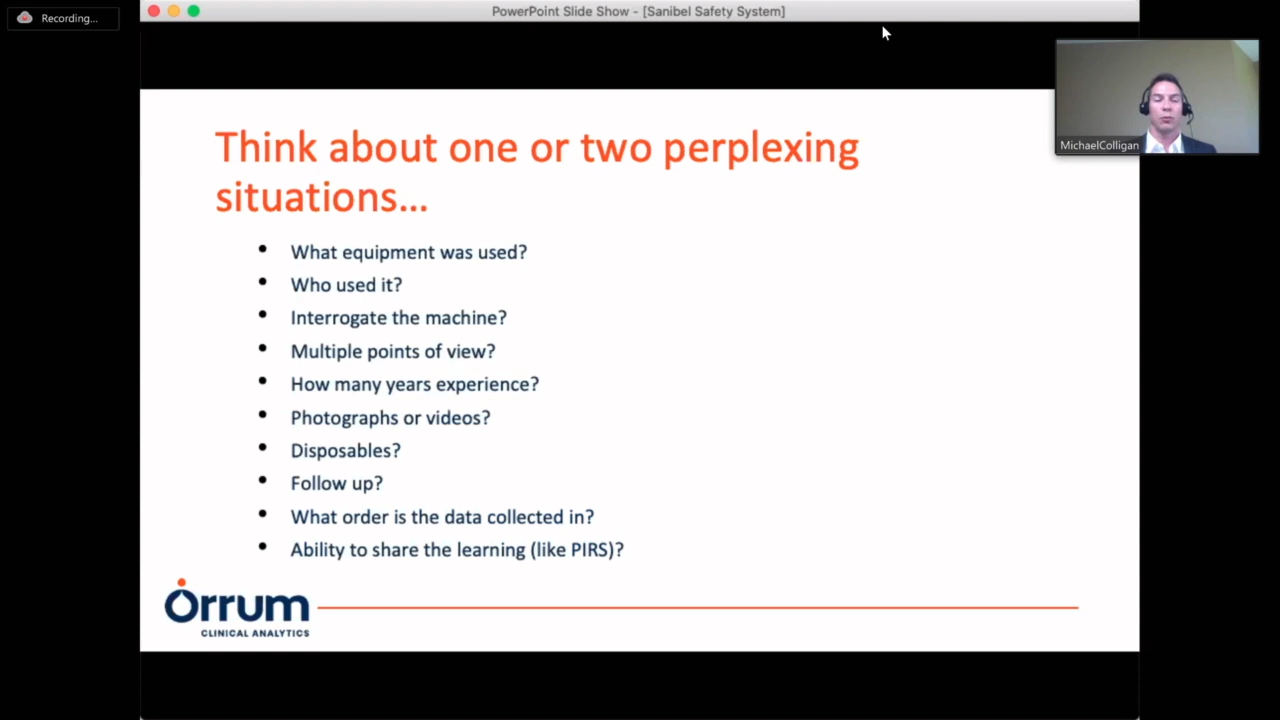 Recording...
PowerPoint Slide Show - [Sanibel Safety System]
MichaelColligan
Think about one or two perplexing
situations...
• What equipment was used?
• Who used it?
• Interrogate the machine?
• Multiple points of view?
• How many years experience?
• Photographs or videos?
• Disposables?
• Follow up?
• What order is the data collected in?
• Ability to share the learning (like PIRS)?
Orrum
CLINICAL ANALYTICS